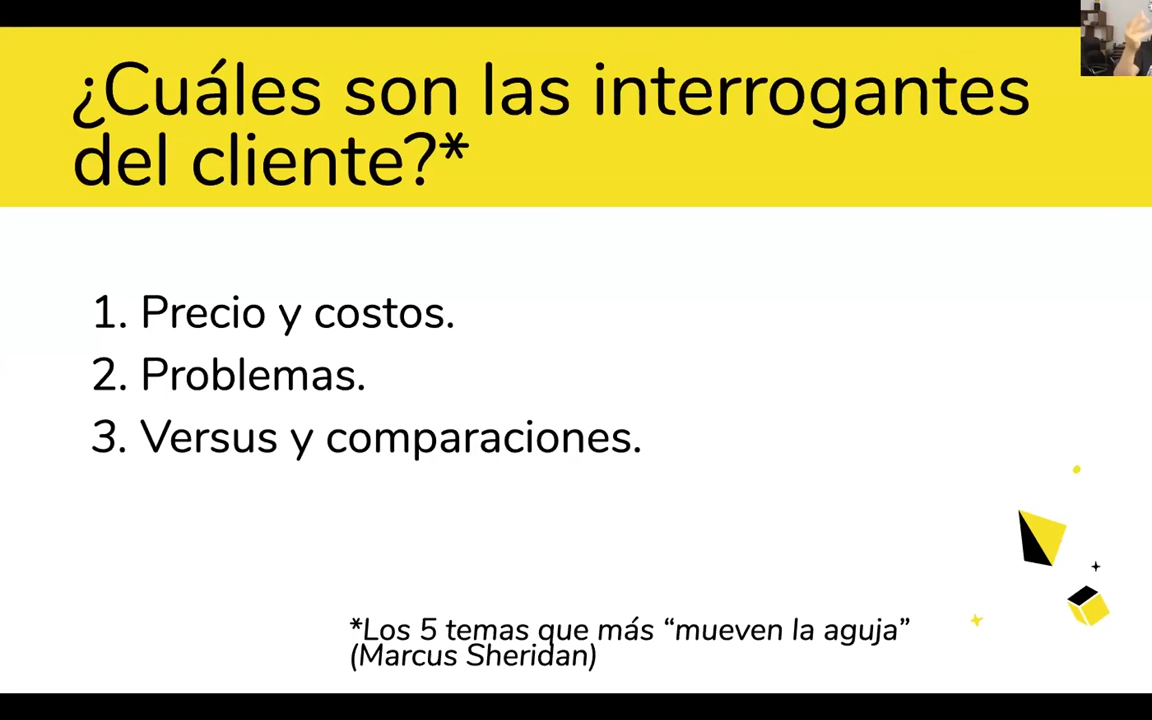 ¿Cuáles son las interrogantes
del cliente?*
1. Precio y costos.
2. Problemas.
3. Versus y comparaciones.
*Los 5 temas que más “mueven la aguja”
(Marcus Sheridan)